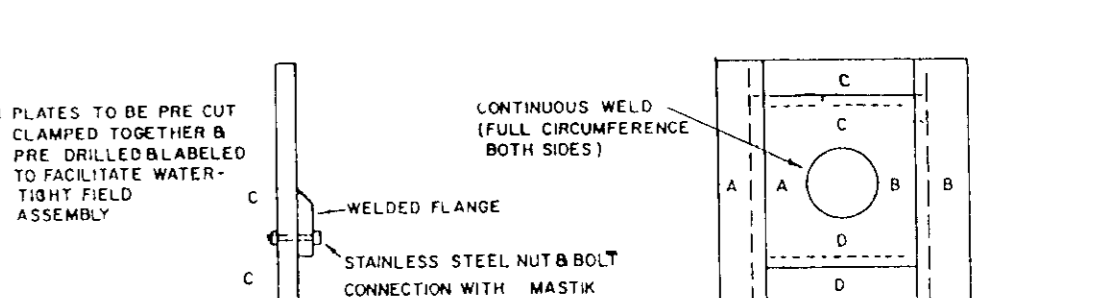 PLATES TO BE PRE CUT
CLAMPED TOGETHER &
PRE DRILLED & LABELED
TO FACILITATE WATER-
TIGHT FIELD
ASSEMBLY
C
C
WELDED FLANGE
STAINLESS STEEL NUT & BOLT
CONNECTION WITH MASTIK
CONTINUOUS WELD
(FULL CIRCUMFERENCE
BOTH SIDES)
C
C
A A B B
D
D